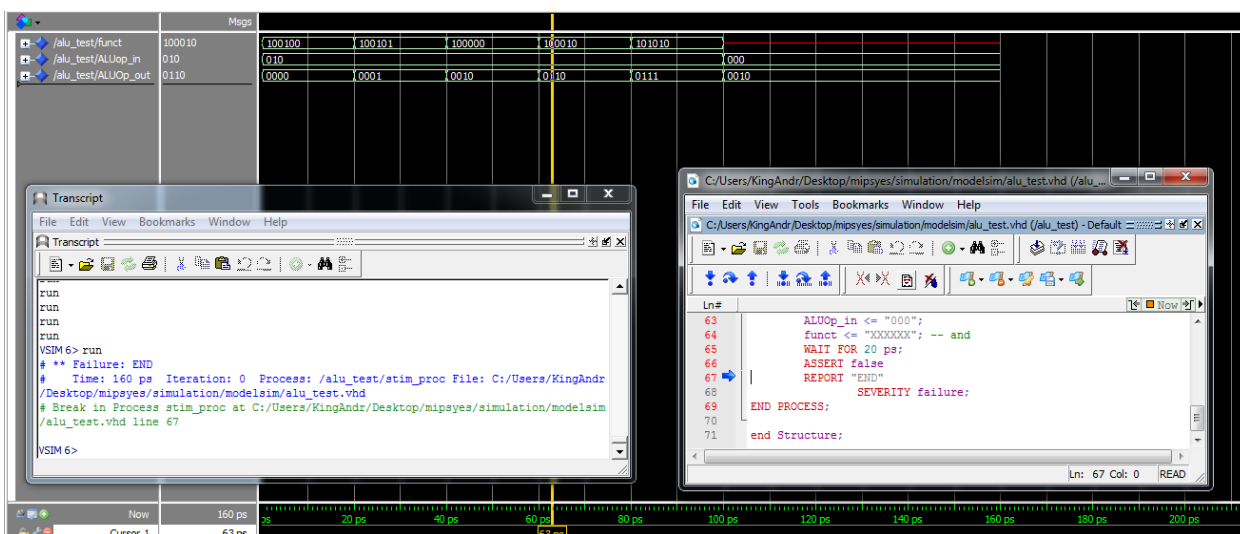 Msgs
/alu_test/funct 100010 100100 100101 100000 100010 101010
/alu_test/ALUop_in 010 010 000
/alu_test/ALUOp_out 0110 0000 0001 0010 0110 0111 0010
Transcript
File Edit View Bookmarks Window Help
Transcript
run
run
run
run
VSIM 6> run
# ** Failure: END
# Time: 160 ps Iteration: 0 Process: /alu_test/stim_proc File: C:/Users/KingAndr
/Desktop/mipsyes/simulation/modelsim/alu_test.vhd
# Break in Process stim_proc at C:/Users/KingAndr/Desktop/mipsyes/simulation/modelsim
/alu_test.vhd line 67
VSIM 6>
C:/Users/KingAndr/Desktop/mipsyes/simulation/modelsim/alu_test.vhd (/alu_...
File Edit View Tools Bookmarks Window Help
C:/Users/KingAndr/Desktop/mipsyes/simulation/modelsim/alu_test.vhd (/alu_test) - Default
Ln# Now
63 ALUOp_in <= "000";
64 funct <= "XXXXXX"; -- and
65 WAIT FOR 20 ps;
66 ASSERT false
67 REPORT "END"
68 SEVERITY failure;
69 END PROCESS;
70
71 end Structure;
Ln: 67 Col: 0 READ
Now 160 ps ps 20 ps 40 ps 60 ps 80 ps 100 ps 120 ps 140 ps 160 ps 180 ps 200 ps
Cursor 1 63 ps 63 ps